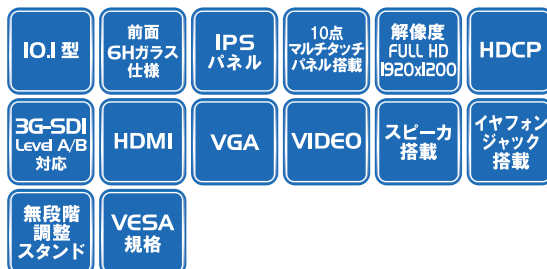 10.1 型
前面
6Hガラス
仕様
IPS
パネル
10点
マルチタッチ
パネル搭載
解像度
FULL HD
1920x1200
HDCP
3G-SDI
Level A/B
対応
HDMI
VGA
VIDEO
スピーカ
搭載
イヤフォン
ジャック
搭載
無段階
調整
スタンド
VESA
規格